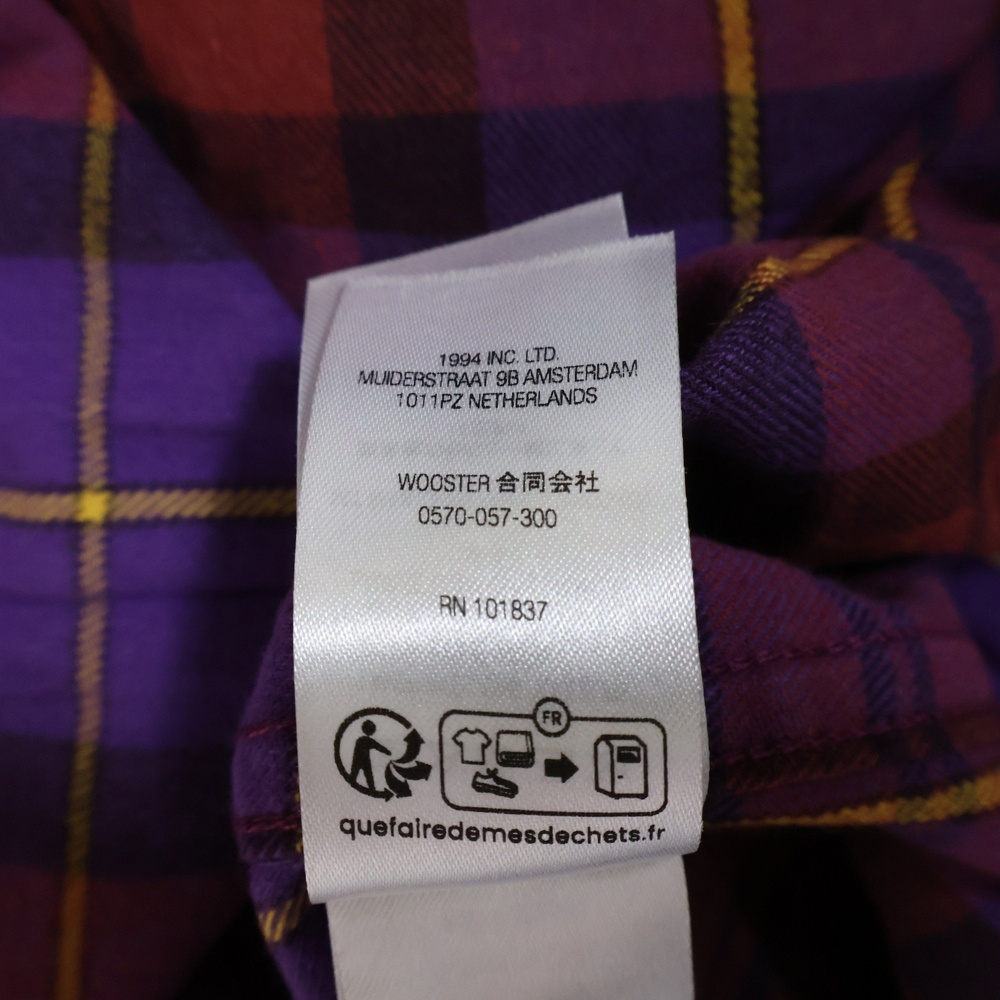 1994 INC. LTD.
MUIDERSTRAAT 9B AMSTERDAM
1011PZ NETHERLANDS
WOOSTER 合同会社
0570-057-300
RN 101837
FR
quefairedemesdechets.fr